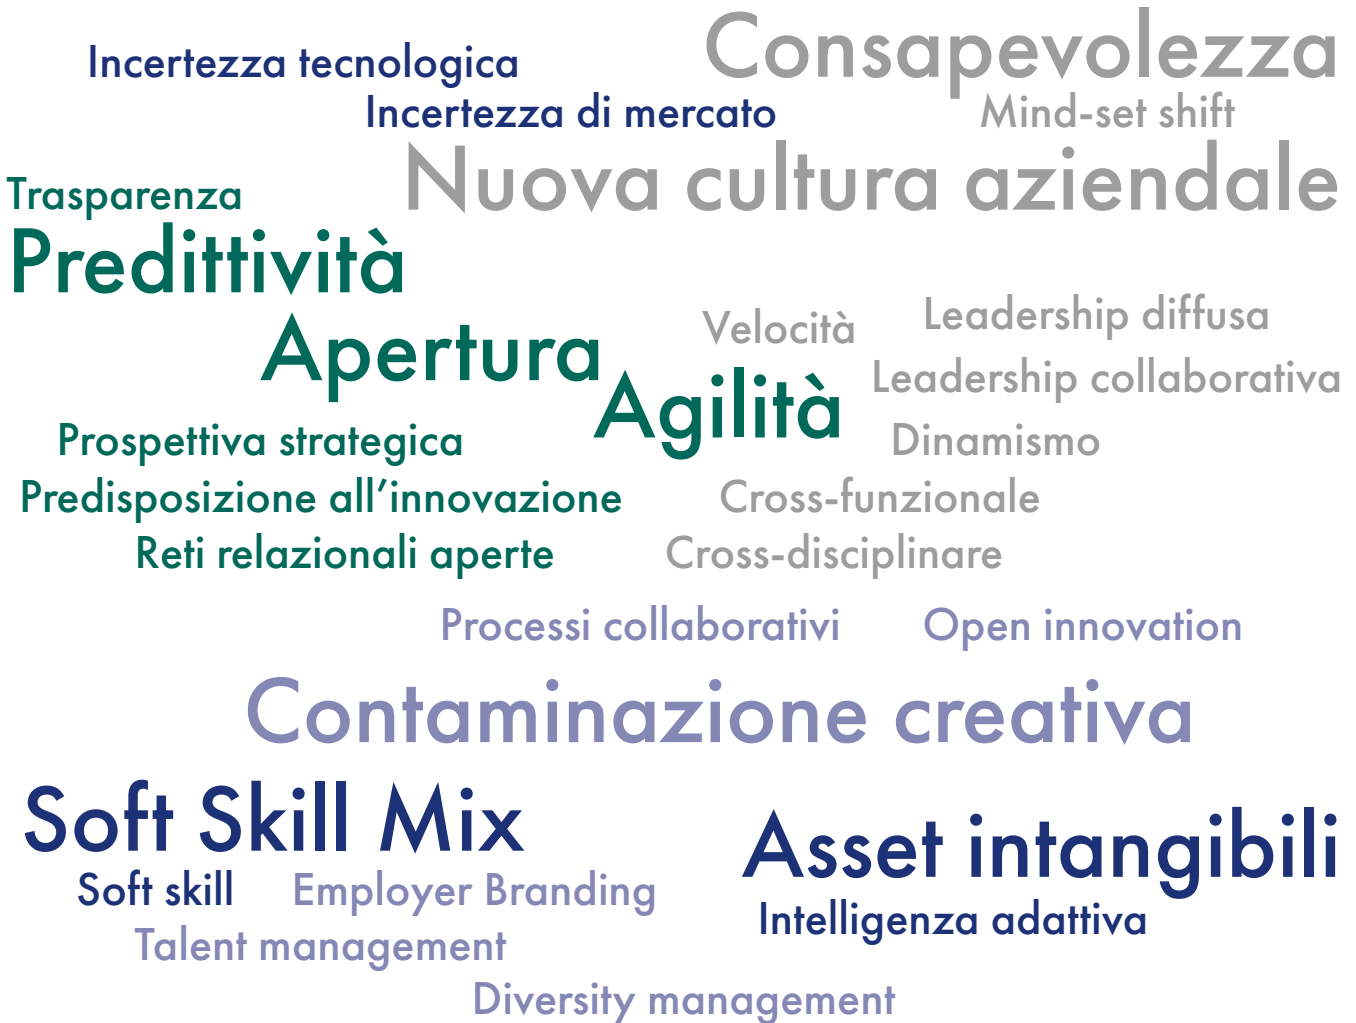 Consapevolezza
Incertezza tecnologica
Incertezza di mercato
Mind-set shift
Nuova cultura aziendale
Trasparenza
Predittività
Apertura
Velocità
Leadership diffusa
Agilità
Leadership collaborativa
Prospettiva strategica
Dinamismo
Predisposizione all’innovazione
Cross-funzionale
Reti relazionali aperte
Cross-disciplinare
Processi collaborativi
Open innovation
Contaminazione creativa
Soft Skill Mix
Asset intangibili
Soft skill
Employer Branding
Intelligenza adattiva
Talent management
Diversity management